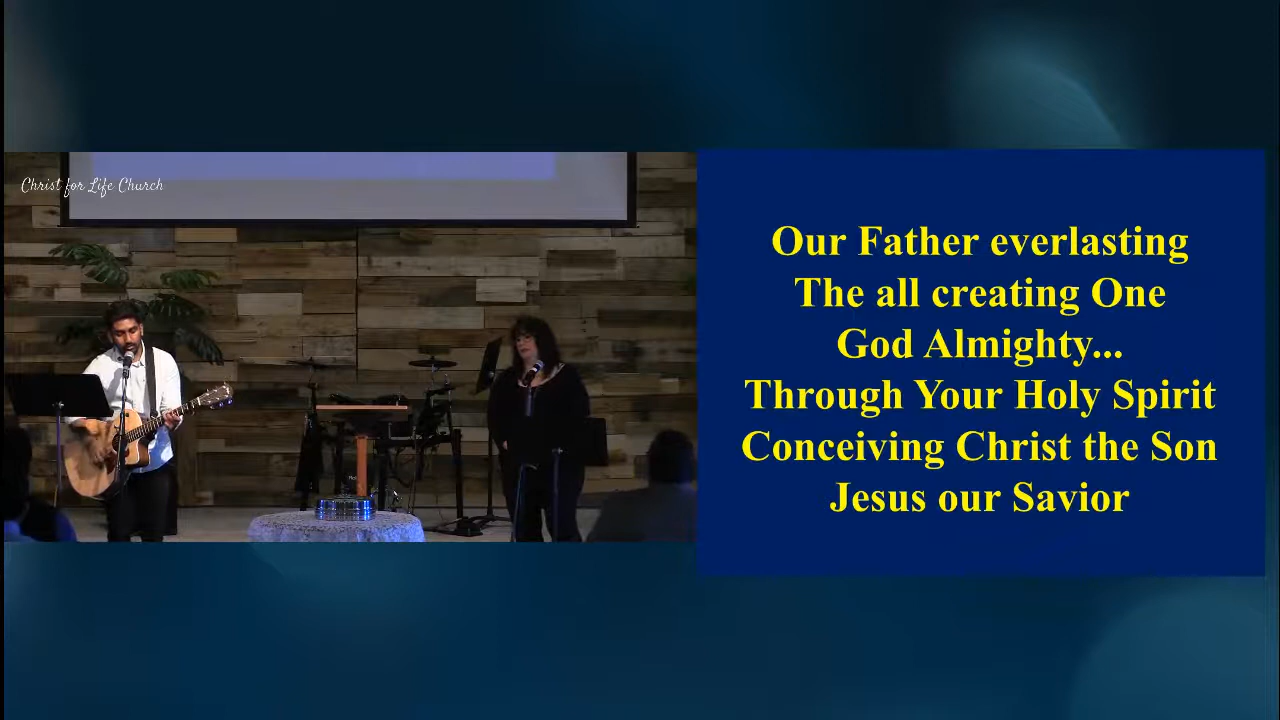 Christ for Life Church
Our Father everlasting
The all creating One
God Almighty...
Through Your Holy Spirit
Conceiving Christ the Son
Jesus our Savior